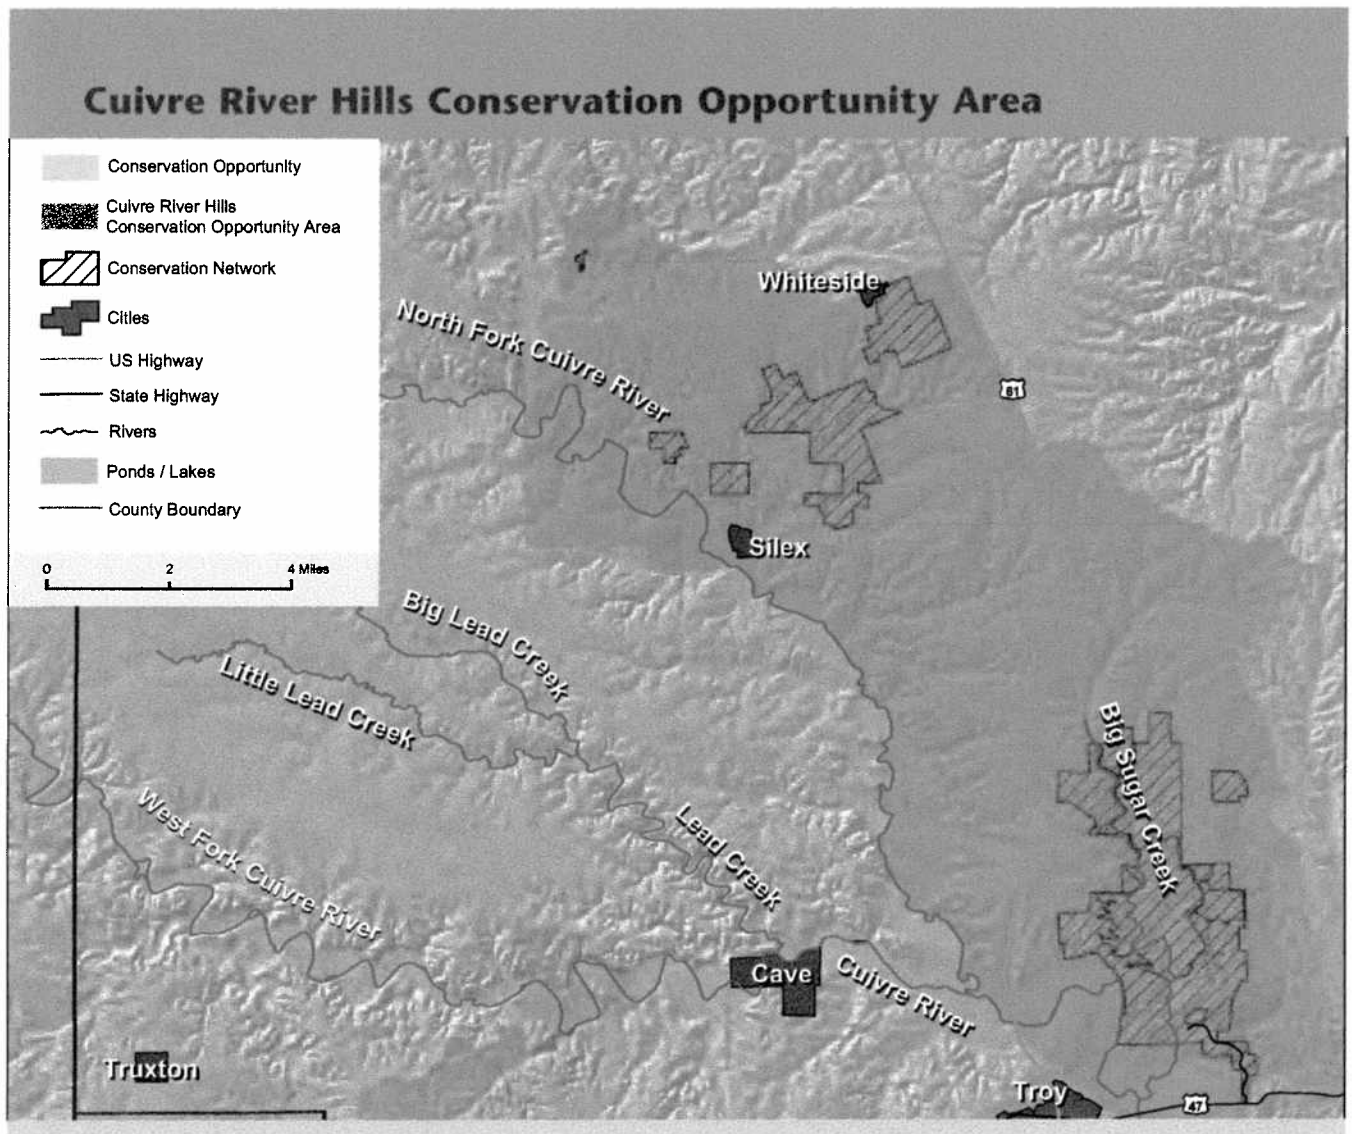 Cuivre River Hills Conservation Opportunity Area
Conservation Opportunity
Cuivre River Hills
Conservation Opportunity Area
Conservation Network
Cities
US Highway
State Highway
Rivers
Ponds / Lakes
County Boundary
0 2 4 Miles
Whiteside
North Fork Cuivre River
61
Silex
Big Lead Creek
Little Lead Creek
Big Sugar Creek
West Fork Cuivre River
Lead Creek
Cave
Cuivre River
Truxton
Troy
47